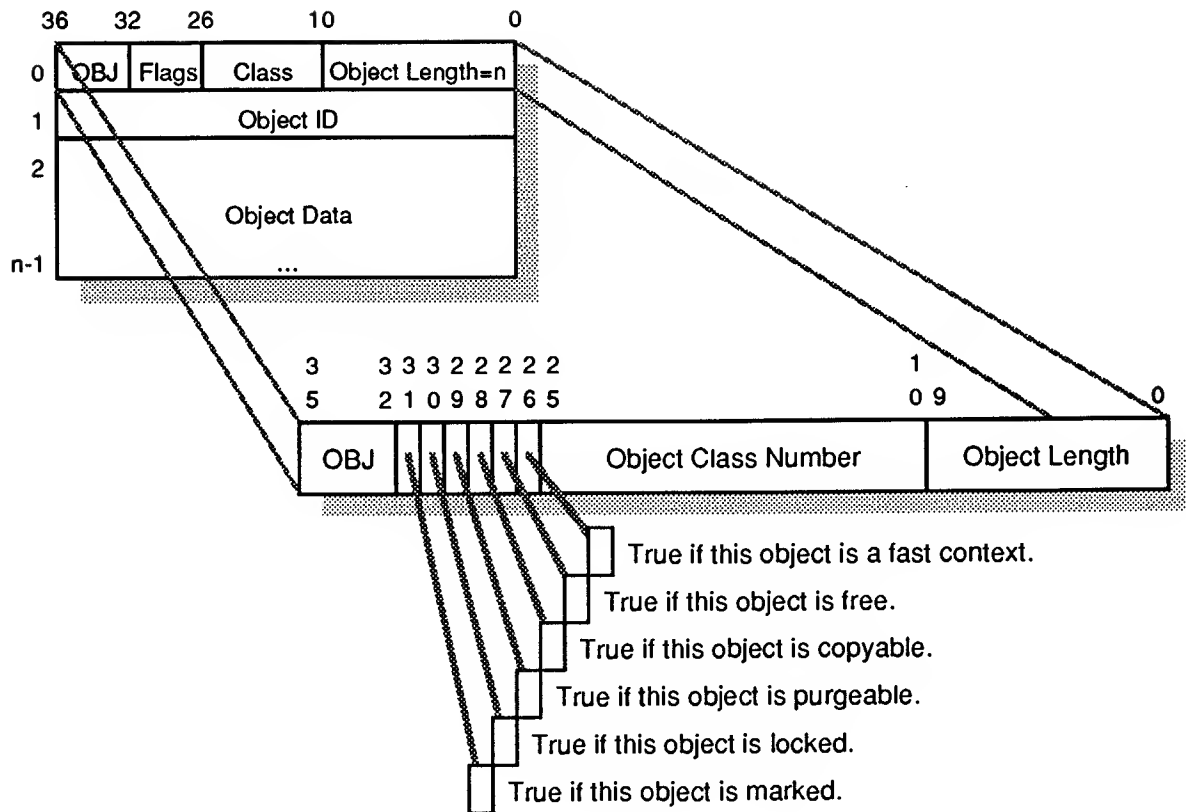 36 32 26 10 0
0 OBJ Flags Class Object Length=n
1 Object ID
2
Object Data
n-1 ...
3 3 3 3 2 2 2 2 2 1
5 2 1 0 9 8 7 6 5 0 9 0
OBJ Object Class Number Object Length
True if this object is a fast context.
True if this object is free.
True if this object is copyable.
True if this object is purgeable.
True if this object is locked.
True if this object is marked.